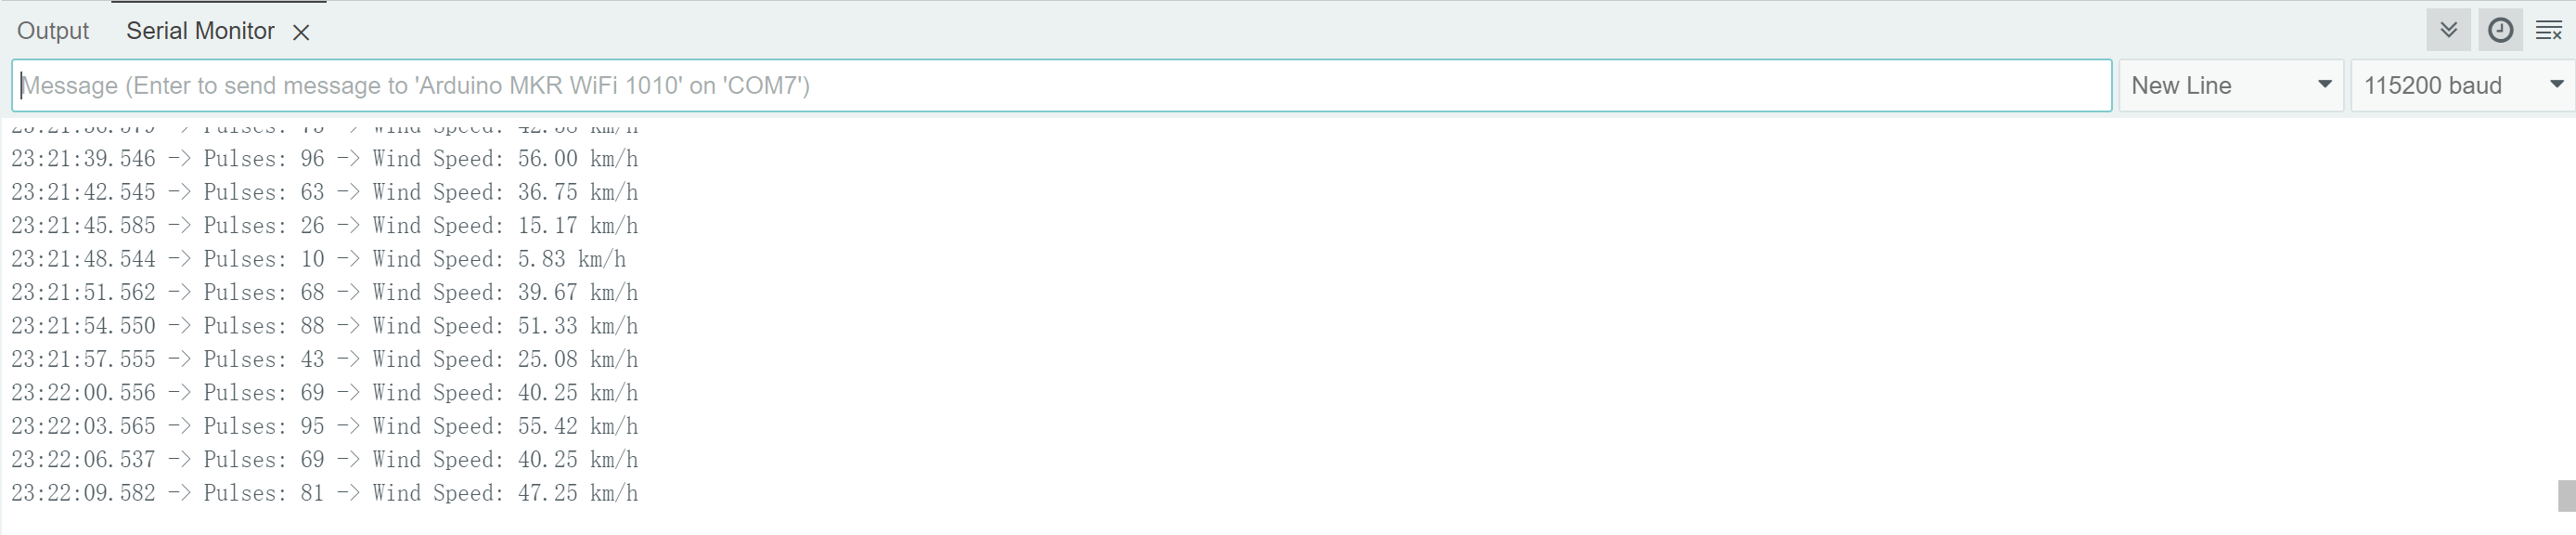 Output
Serial Monitor
Message (Enter to send message to 'Arduino MKR WiFi 1010' on 'COM7')
New Line
115200 baud
23:21:39.546 -> Pulses: 96 -> Wind Speed: 56.00 km/h
23:21:42.545 -> Pulses: 63 -> Wind Speed: 36.75 km/h
23:21:45.585 -> Pulses: 26 -> Wind Speed: 15.17 km/h
23:21:48.544 -> Pulses: 10 -> Wind Speed: 5.83 km/h
23:21:51.562 -> Pulses: 68 -> Wind Speed: 39.67 km/h
23:21:54.550 -> Pulses: 88 -> Wind Speed: 51.33 km/h
23:21:57.555 -> Pulses: 43 -> Wind Speed: 25.08 km/h
23:22:00.556 -> Pulses: 69 -> Wind Speed: 40.25 km/h
23:22:03.565 -> Pulses: 95 -> Wind Speed: 55.42 km/h
23:22:06.537 -> Pulses: 69 -> Wind Speed: 40.25 km/h
23:22:09.582 -> Pulses: 81 -> Wind Speed: 47.25 km/h